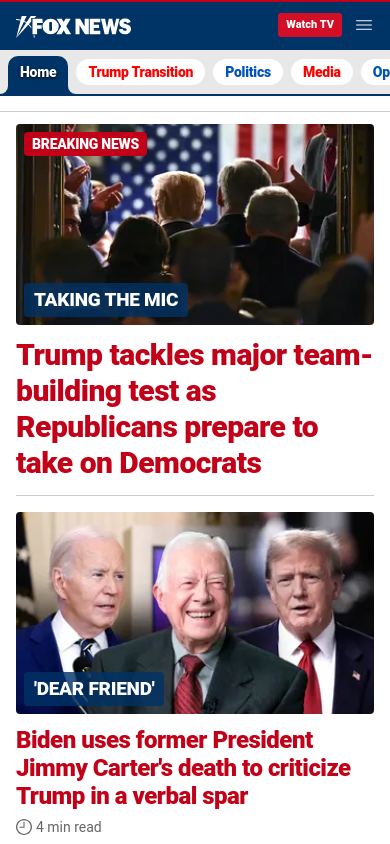 FOX NEWS
Watch TV
Home
Trump Transition
Politics
Media
Op
BREAKING NEWS
TAKING THE MIC
Trump tackles major team-
building test as
Republicans prepare to
take on Democrats
'DEAR FRIEND'
Biden uses former President
Jimmy Carter's death to criticize
Trump in a verbal spar
4 min read